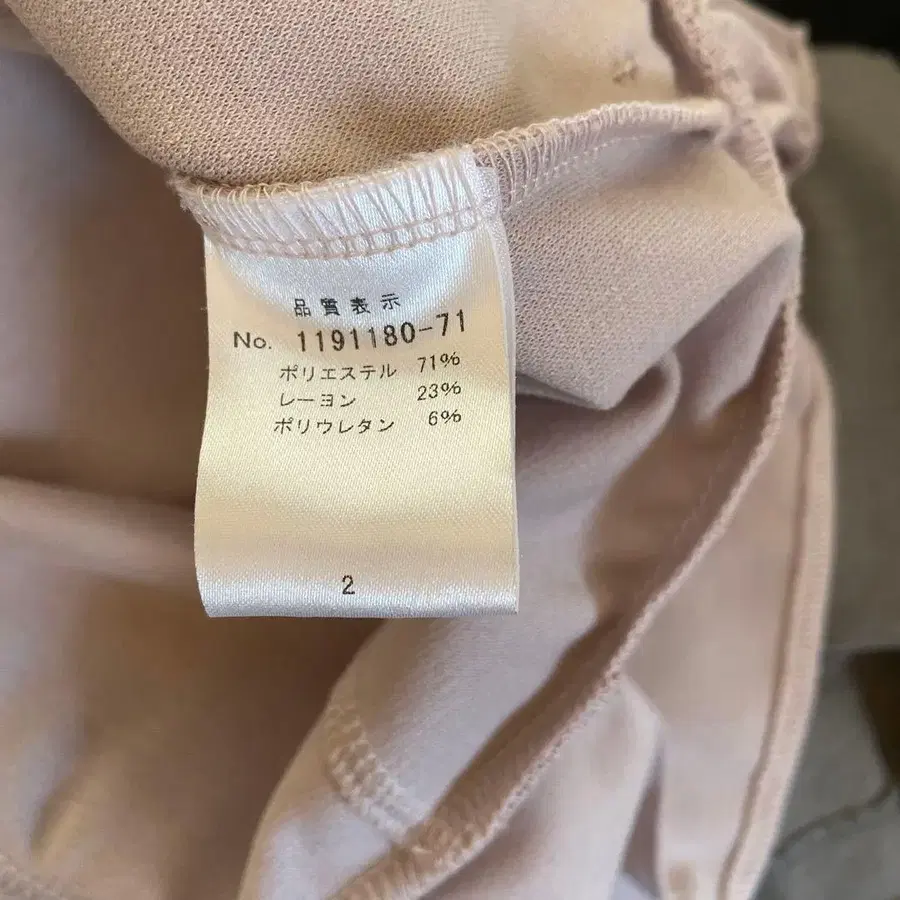 品質表示
No. 1191180-71
ポリエステル 71%
レーヨン 23%
ポリウレタン 6%
2